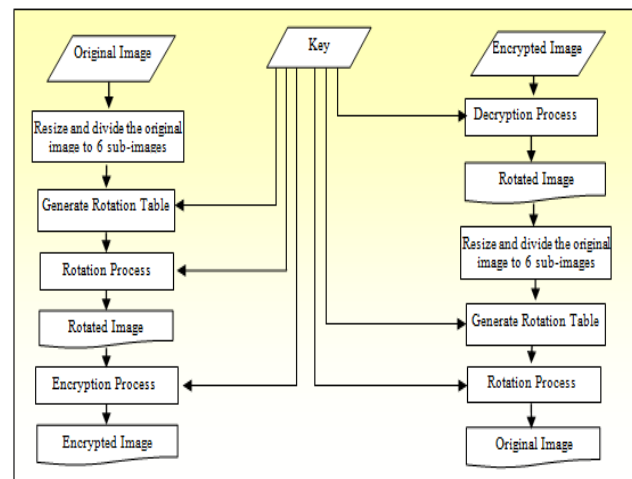 Original Image
Resize and divide the original
image to 6 sub-images
Generate Rotation Table
Rotation Process
Rotated Image
Encryption Process
Encrypted Image
Key
Encrypted Image
Decryption Process
Rotated Image
Resize and divide the original
image to 6 sub-images
Generate Rotation Table
Rotation Process
Original Image